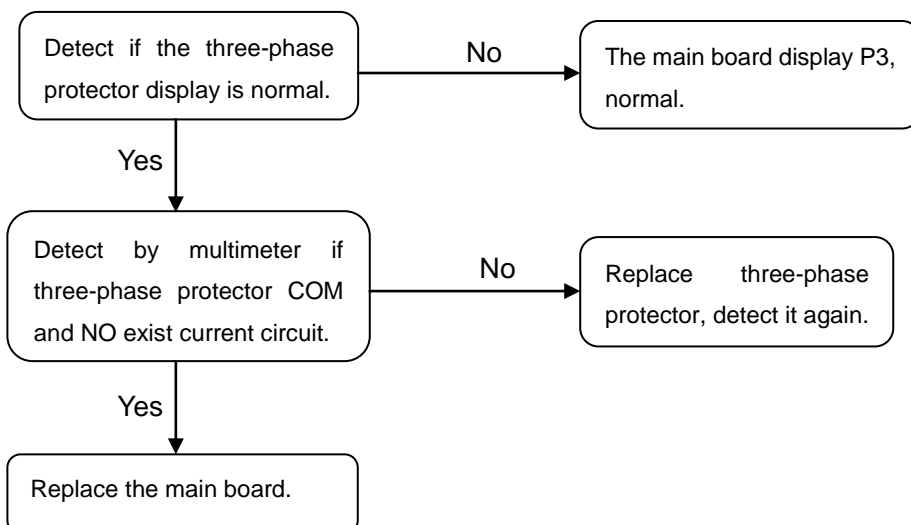 Detect if the three-phase
protector display is normal.
No
The main board display P3,
normal.
Yes
Detect by multimeter if
three-phase protector COM
and NO exist current circuit.
No
Replace three-phase
protector, detect it again.
Yes
Replace the main board.